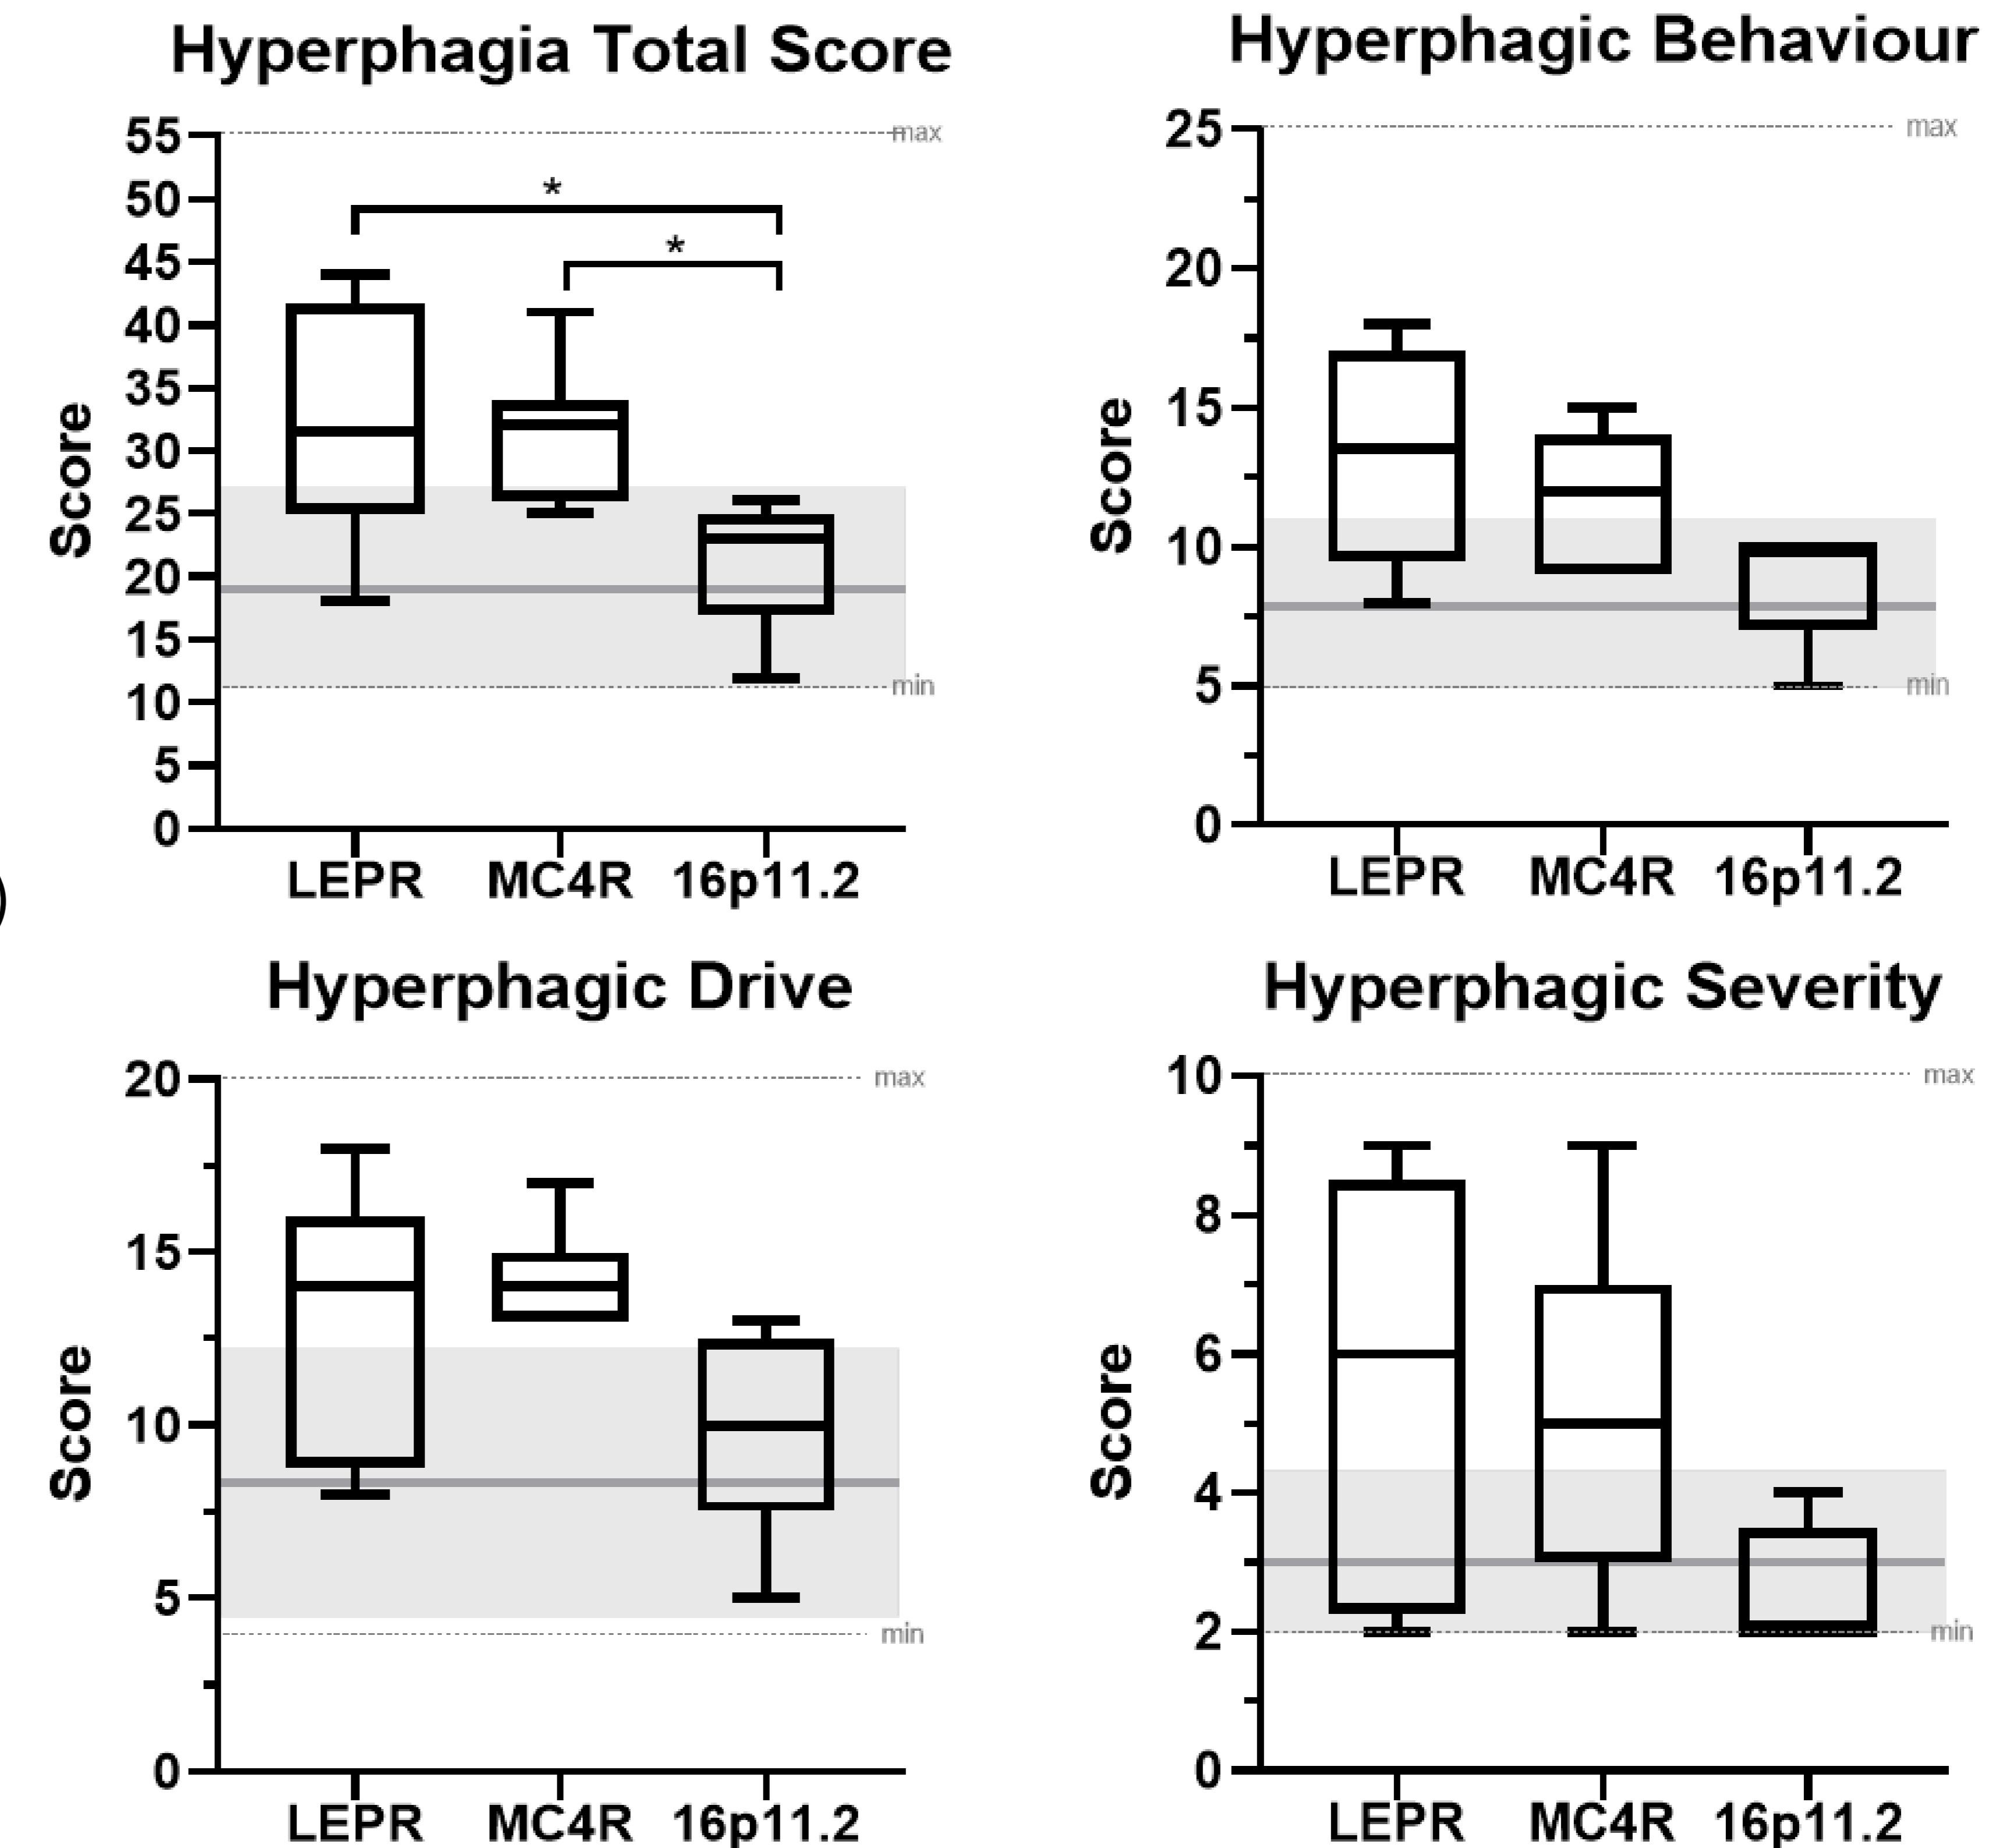 Hyperphagia Total Score
55
50
45
40
35
30
25
20
15
10
5
0
Score
max
*
*
min
LEPR MC4R 16p11.2
Hyperphagic Behaviour
25
20
15
10
5
0
Score
max
min
LEPR MC4R 16p11.2
)
Hyperphagic Drive
20
15
10
5
0
Score
max
min
LEPR MC4R 16p11.2
Hyperphagic Severity
10
8
6
4
2
0
Score
max
min
LEPR MC4R 16p11.2